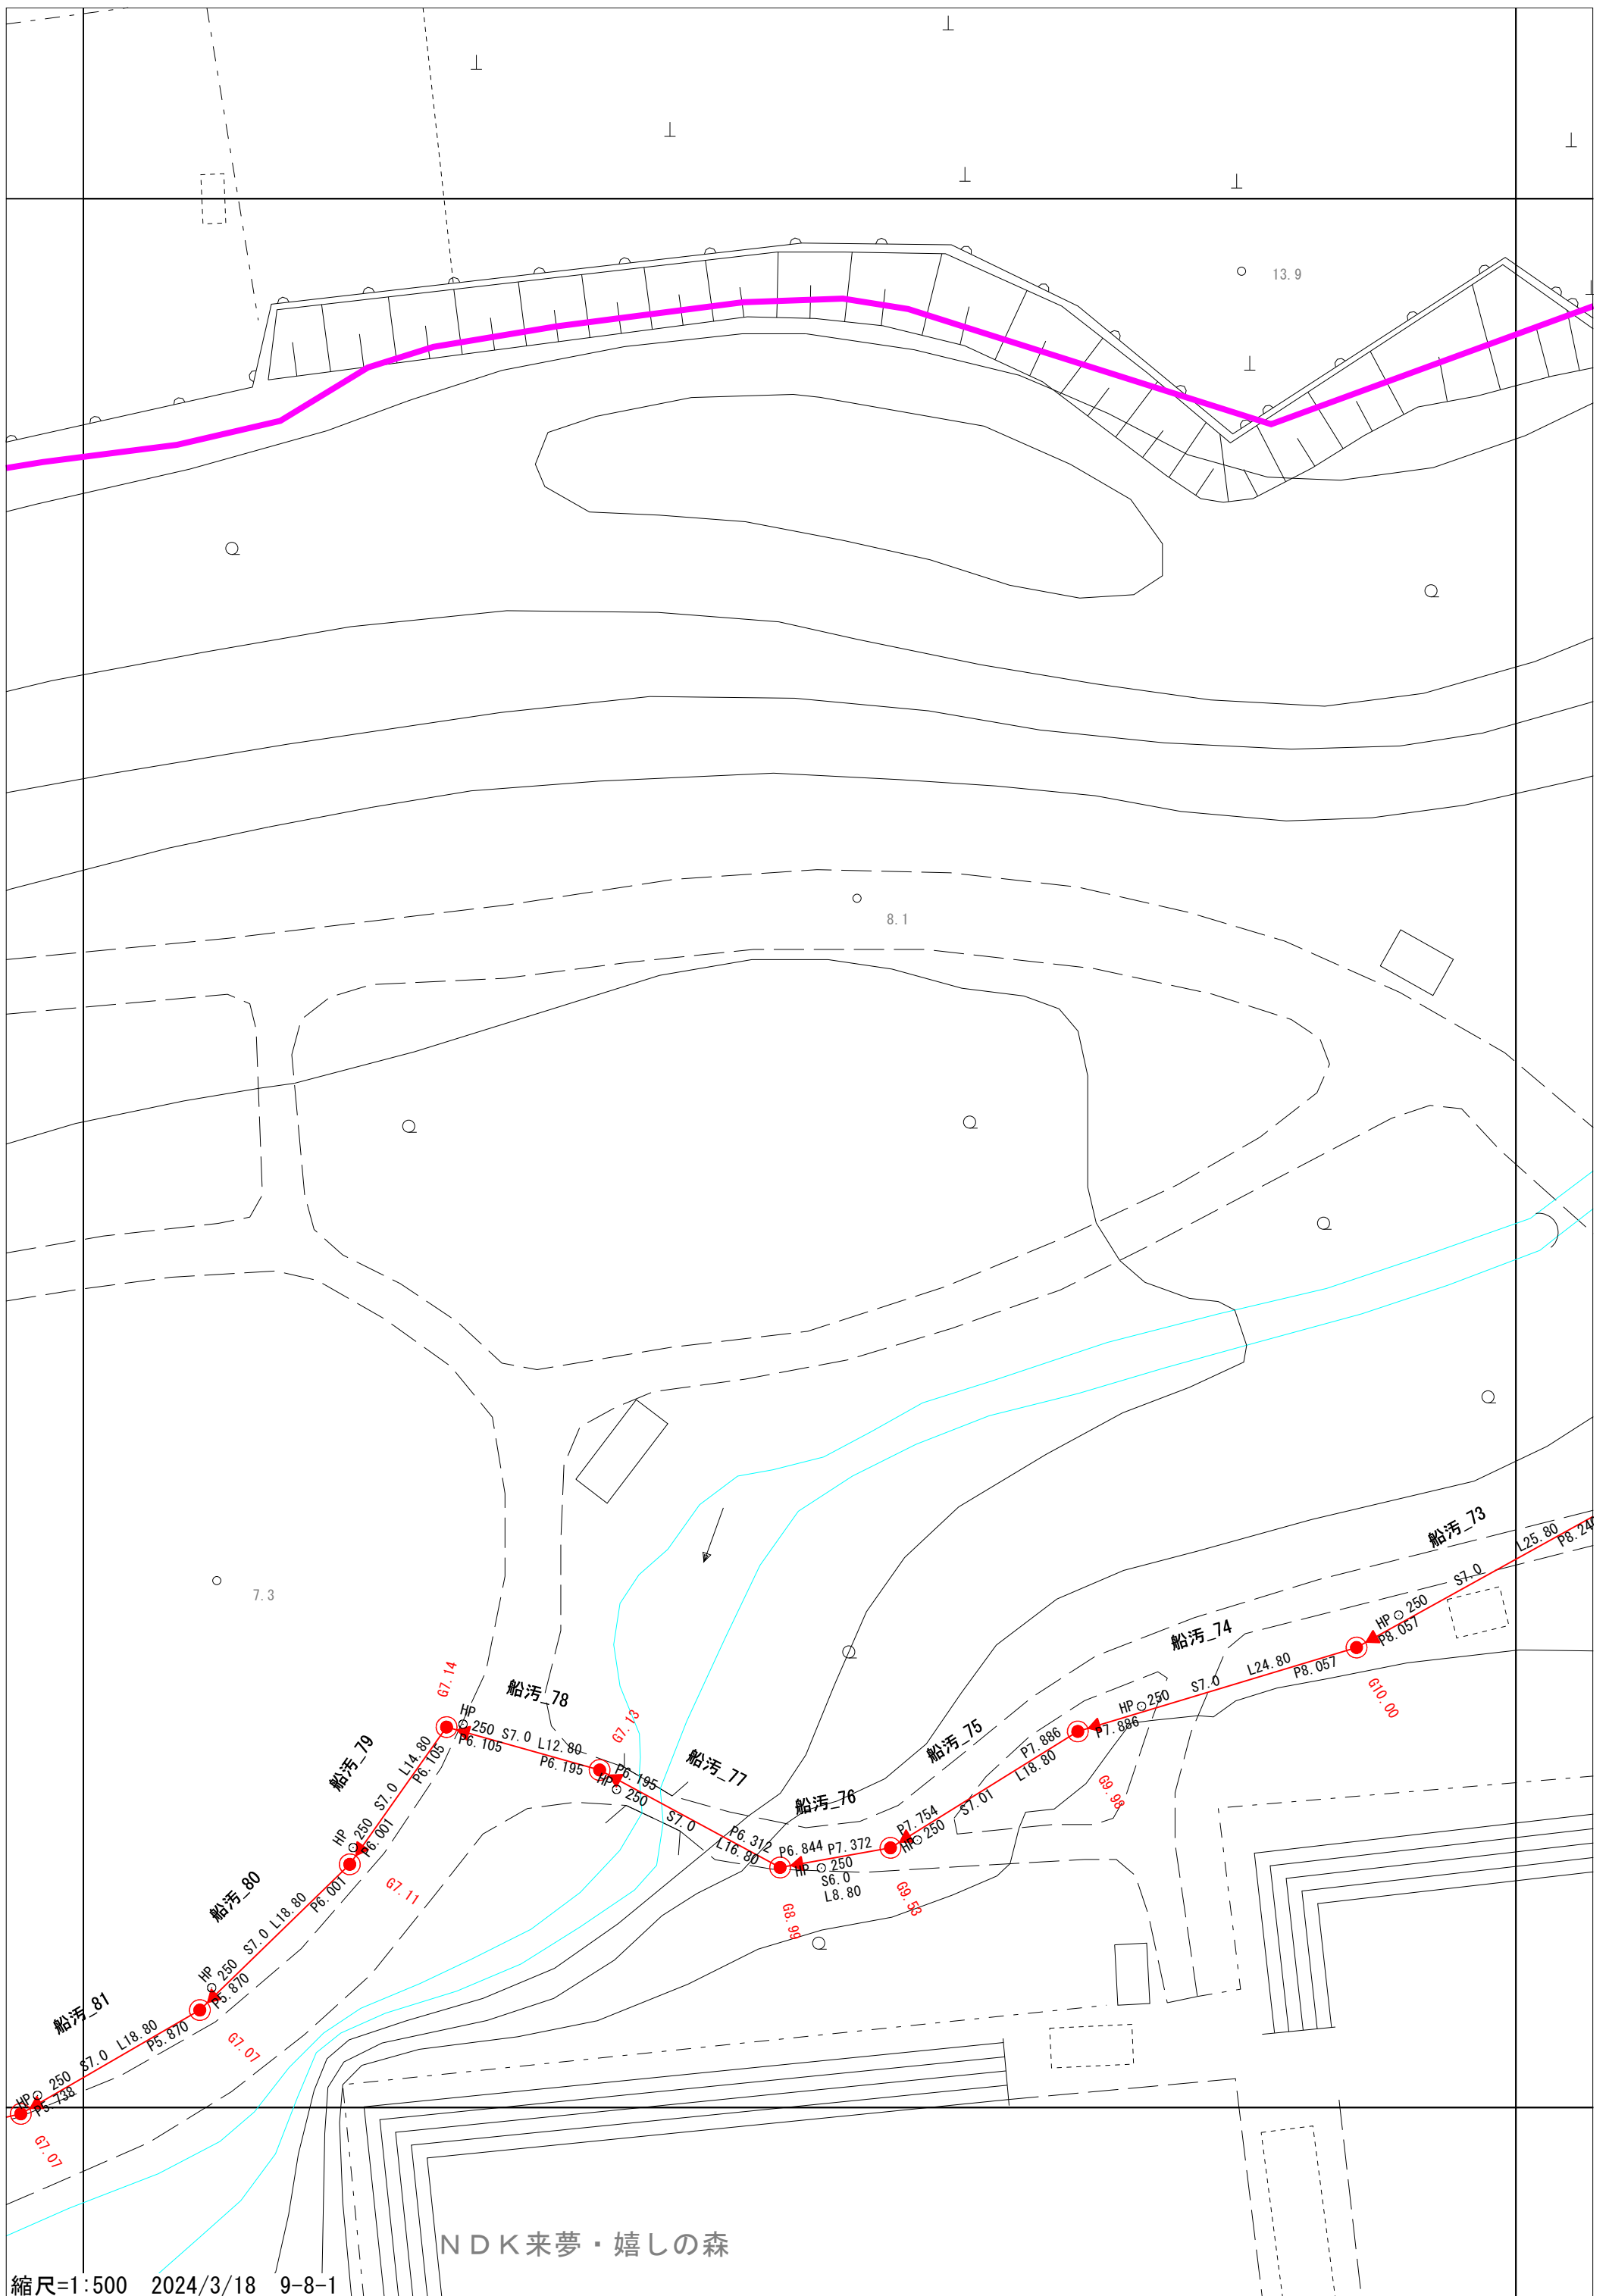 13.9
8.1
7.3
船汚_73
L25.80
P8.240
S7.0
HP 250
P8.057
G10.00
船汚_74
L24.80
P8.057
S7.0
HP 250
P7.886
G9.98
船汚_75
P7.886
L18.80
S7.01
P7.754
HP 250
G9.53
船汚_76
P6.844 P7.372
HP 250
S6.0
L8.80
G8.99
船汚_77
P6.195
HP 250
S7.0
P6.312
L16.80
G7.13
船汚_78
HP
250 S7.0 L12.80
P6.105
P6.195
G7.14
船汚_79
HP
250 S7.0 L14.80
P6.105
P6.001
G7.11
船汚_80
HP
250 S7.0 L18.80
P6.001
P5.870
G7.07
船汚_81
HP 250 S7.0 L18.80
P5.870
P5.738
G7.07
NDK来夢・嬉しの森
縮尺=1:500 2024/3/18 9-8-1